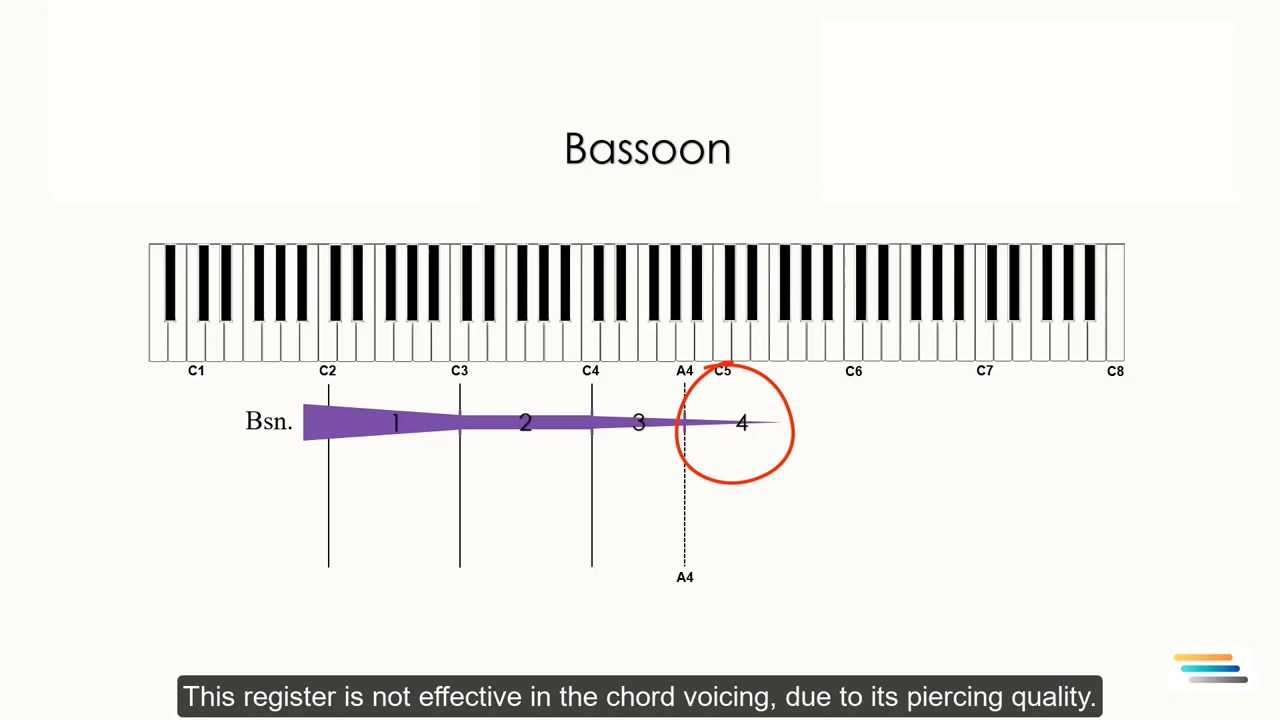 Bassoon
C1 C2 C3 C4 A4 C5 C6 C7 C8
Bsn. 1 2 3 4
A4
This register is not effective in the chord voicing, due to its piercing quality.